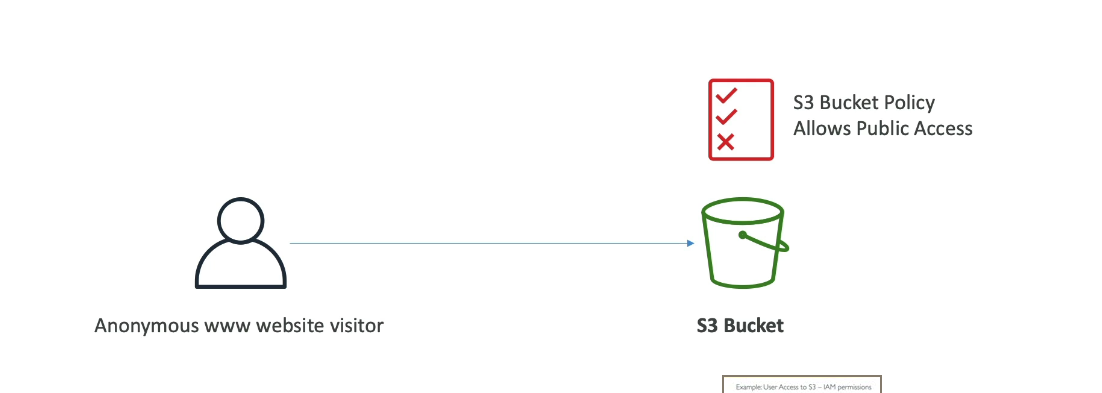 S3 Bucket Policy
Allows Public Access
Anonymous www website visitor
S3 Bucket
Example: User Access to S3 – IAM permissions